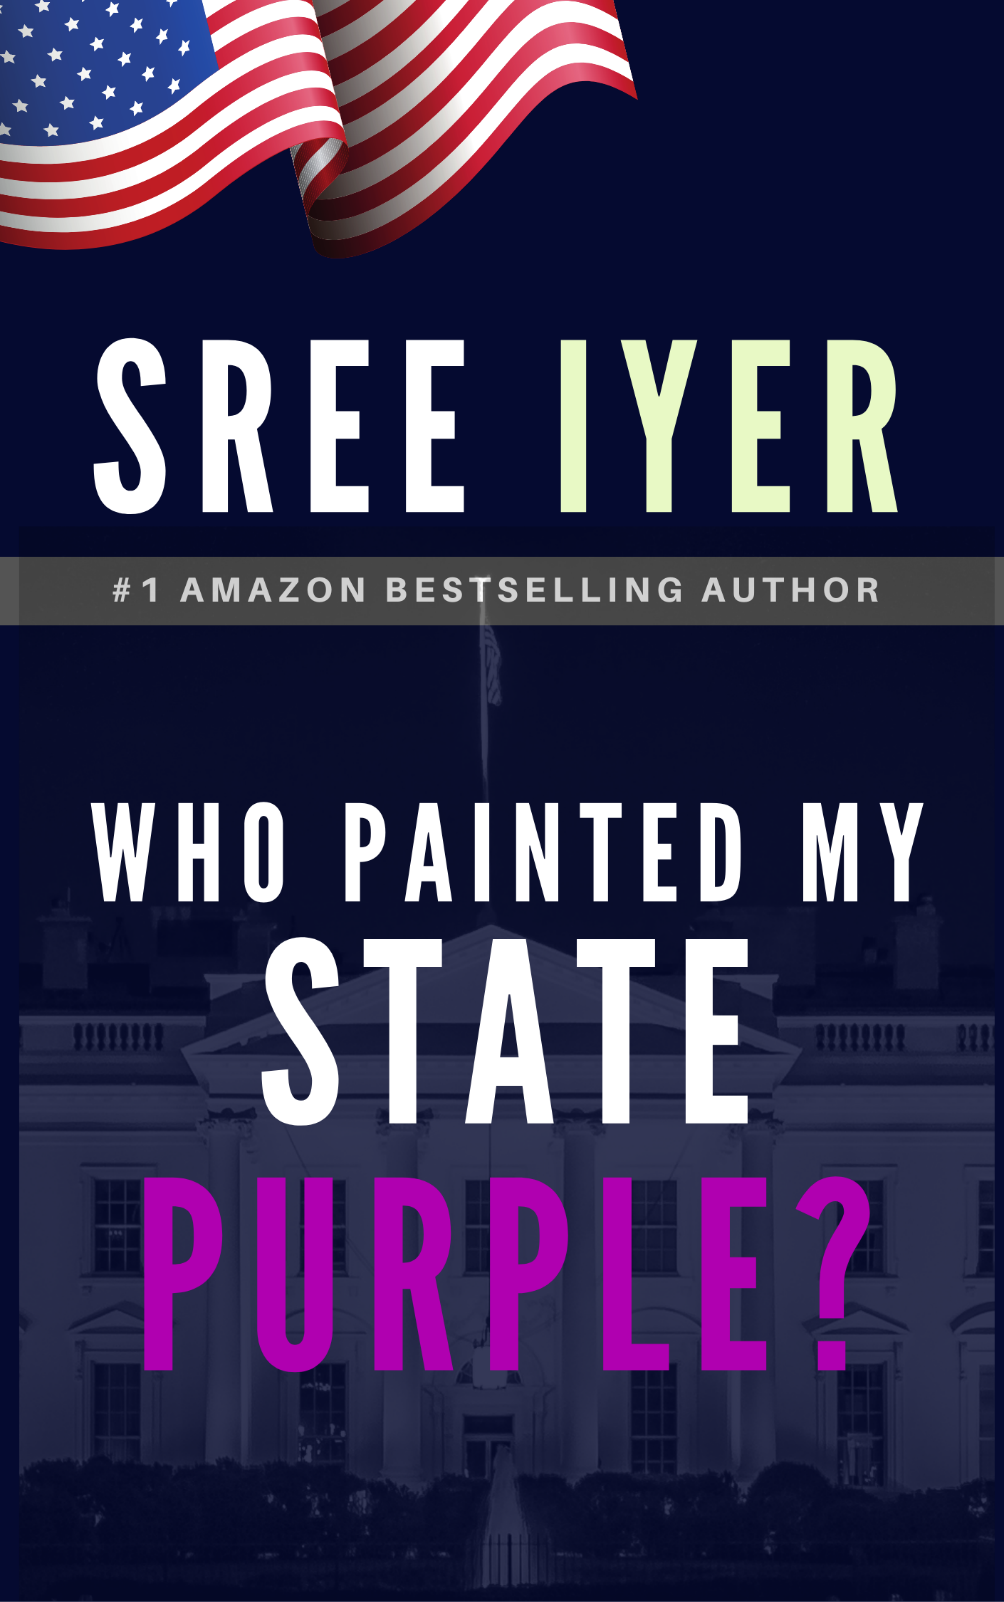 SREE IYER
#1 AMAZON BESTSELLING AUTHOR
WHO PAINTED MY
STATE
PURPLE?